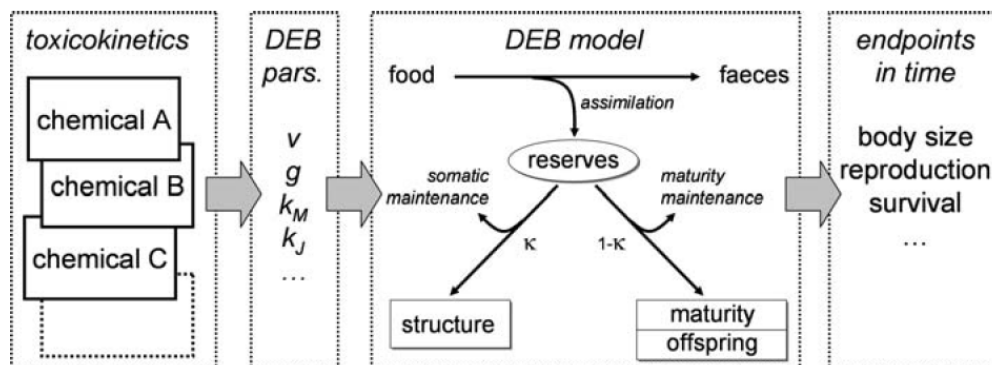 toxicokinetics
chemical A
chemical B
chemical C
DEB
pars.
v
g
k_M
k_J
...
DEB model
food
faeces
assimilation
reserves
somatic
maintenance
maturity
maintenance
κ
1-κ
structure
maturity
offspring
endpoints
in time
body size
reproduction
survival
...